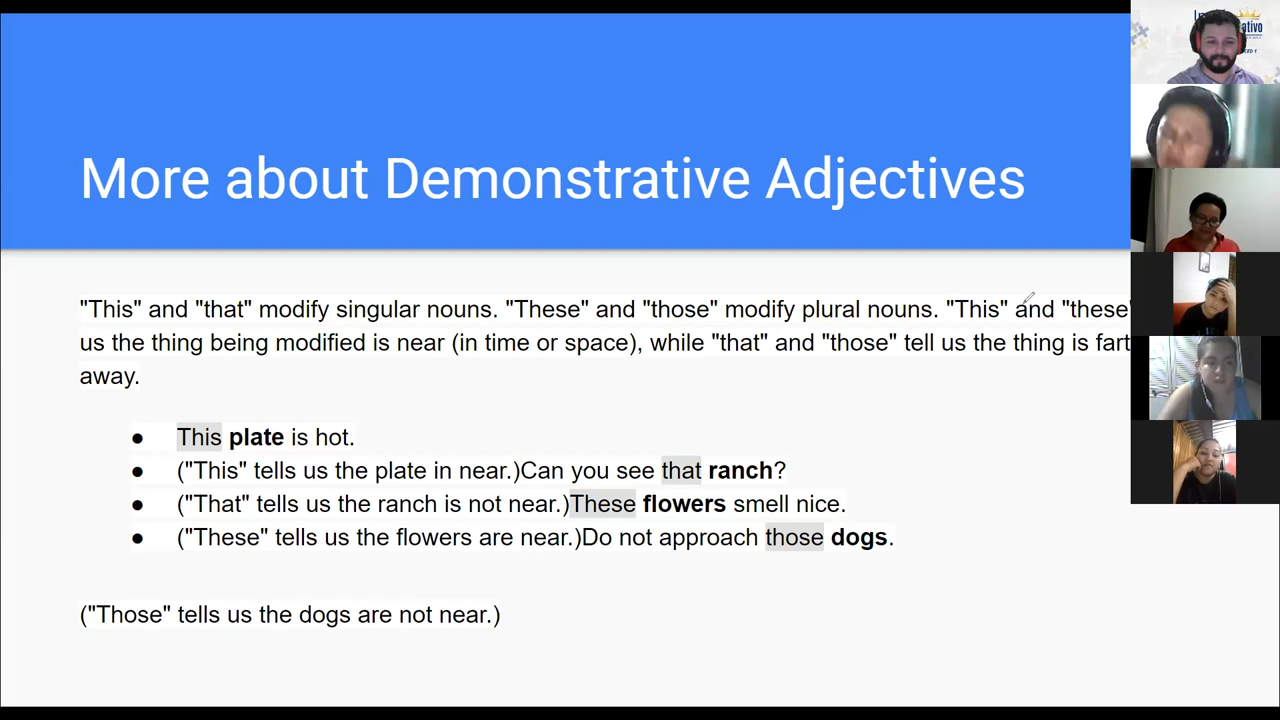 More about Demonstrative Adjectives
"This" and "that" modify singular nouns. "These" and "those" modify plural nouns. "This" and "these"
us the thing being modified is near (in time or space), while "that" and "those" tell us the thing is fart
away.
● This plate is hot.
● ("This" tells us the plate in near.)Can you see that ranch?
● ("That" tells us the ranch is not near.)These flowers smell nice.
● ("These" tells us the flowers are near.)Do not approach those dogs.
("Those" tells us the dogs are not near.)